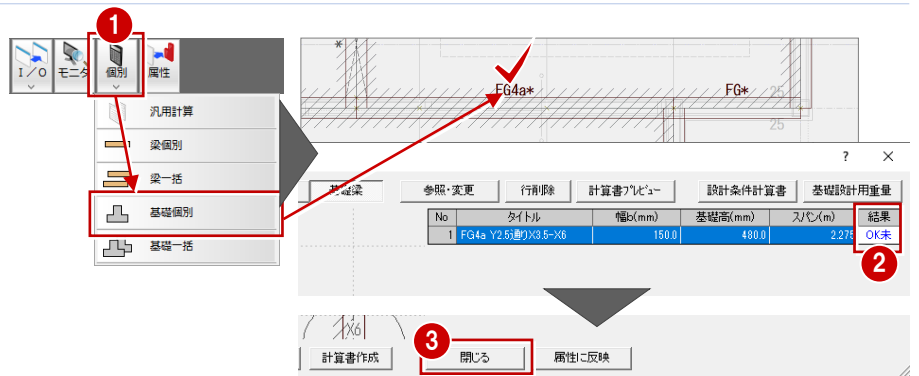 1
I/O
モニタ
個別
属性
汎用計算
梁個別
梁一括
基礎個別
基礎一括
*
FG4a*
FG*
25
25
? ×
基礎梁
参照・変更
行削除
計算書プレビュー
設計条件計算書
基礎設計用重量
No タイトル 幅b(mm) 基礎高(mm) スパン(m) 結果
1 FG4a Y2.5通りX3.5-X6 150.0 480.0 2.275 OK未
2
X6
3
計算書作成
閉じる
属性に反映